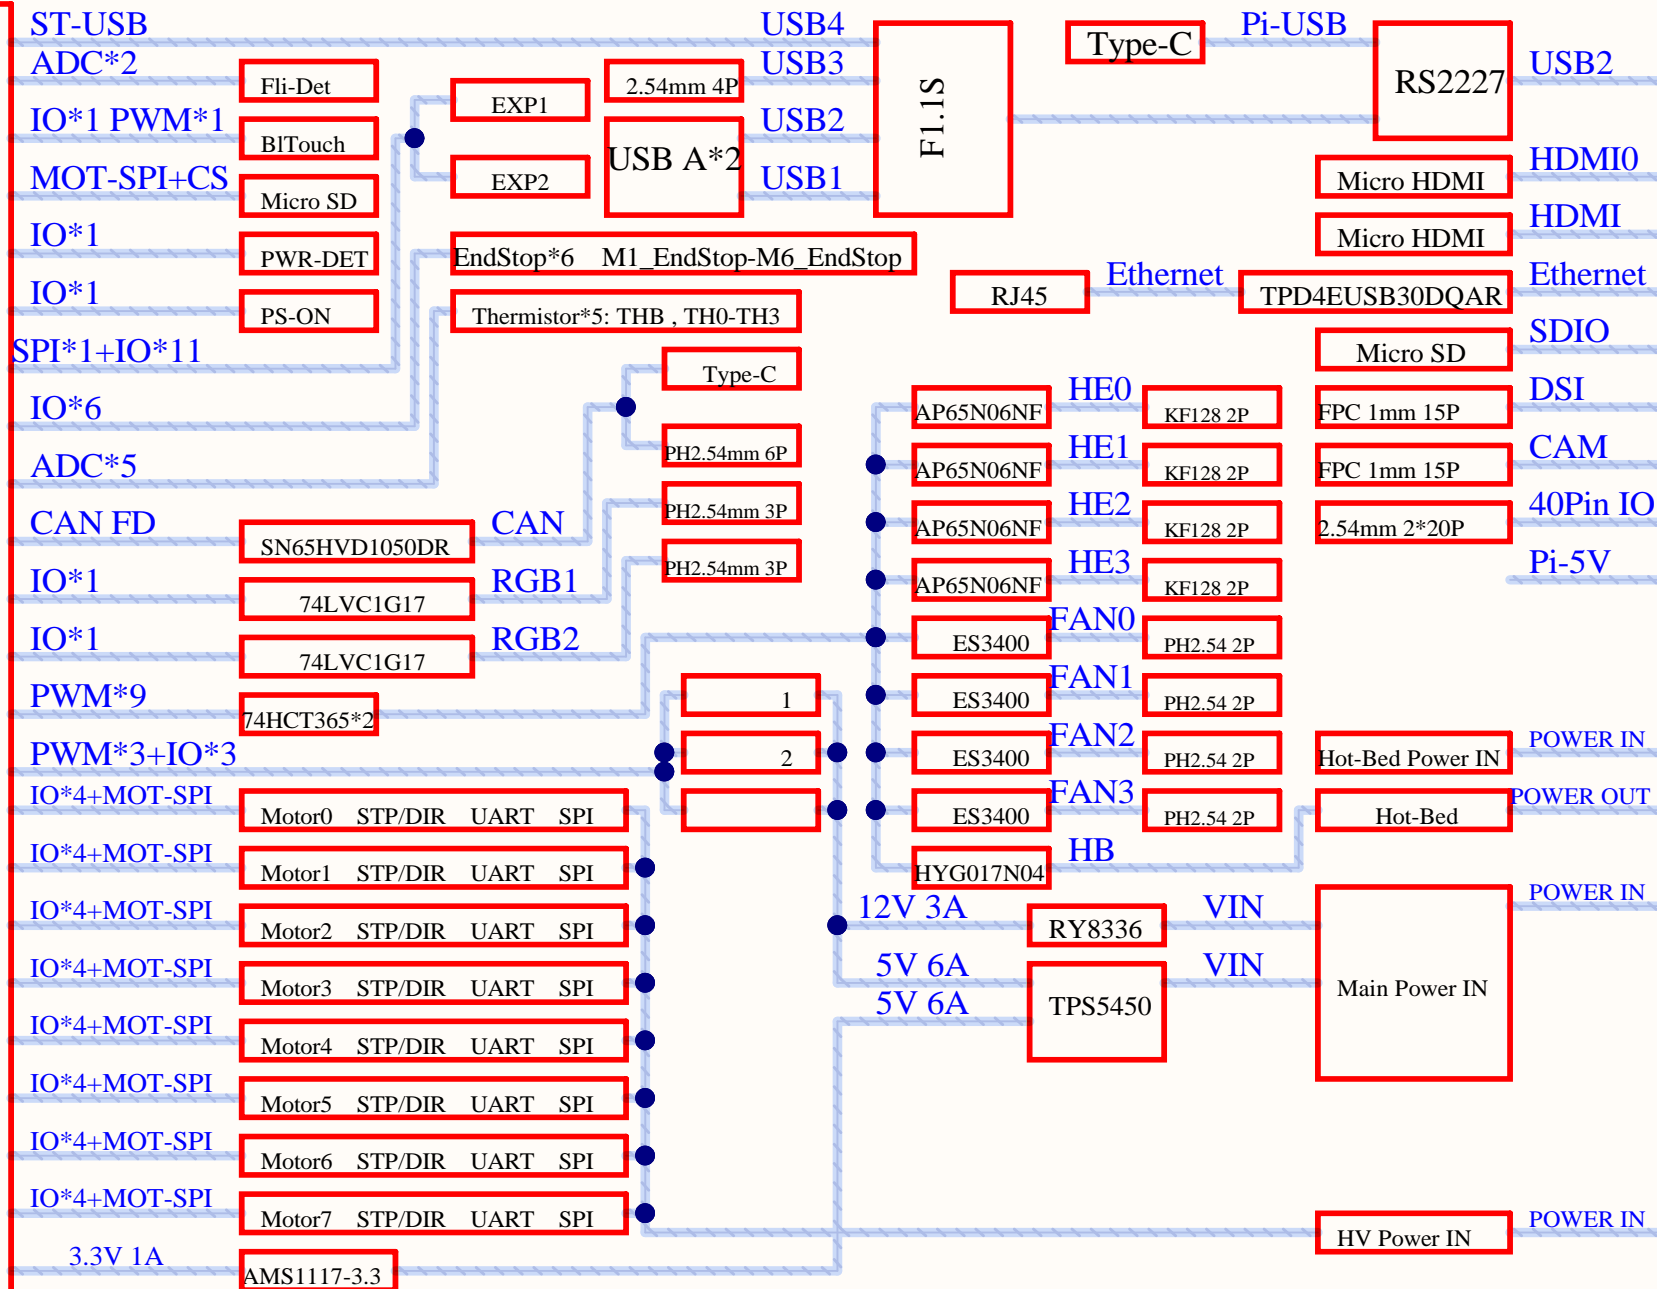 ST-USB
ADC*2
Fli-Det
IO*1 PWM*1
BlTouch
MOT-SPI+CS
Micro SD
IO*1
PWR-DET
IO*1
PS-ON
SPI*1+IO*11
IO*6
ADC*5
CAN FD
SN65HVD1050DR
CAN
IO*1
74LVC1G17
RGB1
IO*1
74LVC1G17
RGB2
PWM*9
74HCT365*2
PWM*3+IO*3
IO*4+MOT-SPI
Motor0 STP/DIR UART SPI
IO*4+MOT-SPI
Motor1 STP/DIR UART SPI
IO*4+MOT-SPI
Motor2 STP/DIR UART SPI
IO*4+MOT-SPI
Motor3 STP/DIR UART SPI
IO*4+MOT-SPI
Motor4 STP/DIR UART SPI
IO*4+MOT-SPI
Motor5 STP/DIR UART SPI
IO*4+MOT-SPI
Motor6 STP/DIR UART SPI
IO*4+MOT-SPI
Motor7 STP/DIR UART SPI
3.3V 1A
AMS1117-3.3
EXP1
EXP2
2.54mm 4P
USB A*2
USB4
USB3
USB2
USB1
F1.1S
EndStop*6 M1_EndStop-M6_EndStop
Thermistor*5: THB , TH0-TH3
Type-C
PH2.54mm 6P
PH2.54mm 3P
PH2.54mm 3P
1
2
Type-C
Pi-USB
RS2227
USB2
Micro HDMI
HDMI0
Micro HDMI
HDMI
RJ45
Ethernet
TPD4EUSB30DQAR
Ethernet
Micro SD
SDIO
FPC 1mm 15P
DSI
FPC 1mm 15P
CAM
2.54mm 2*20P
40Pin IO
Pi-5V
AP65N06NF
HE0
KF128 2P
AP65N06NF
HE1
KF128 2P
AP65N06NF
HE2
KF128 2P
AP65N06NF
HE3
KF128 2P
ES3400
FAN0
PH2.54 2P
ES3400
FAN1
PH2.54 2P
ES3400
FAN2
PH2.54 2P
ES3400
FAN3
PH2.54 2P
HYG017N04
HB
Hot-Bed Power IN
POWER IN
Hot-Bed
POWER OUT
12V 3A
RY8336
VIN
5V 6A
5V 6A
TPS5450
VIN
Main Power IN
POWER IN
HV Power IN
POWER IN